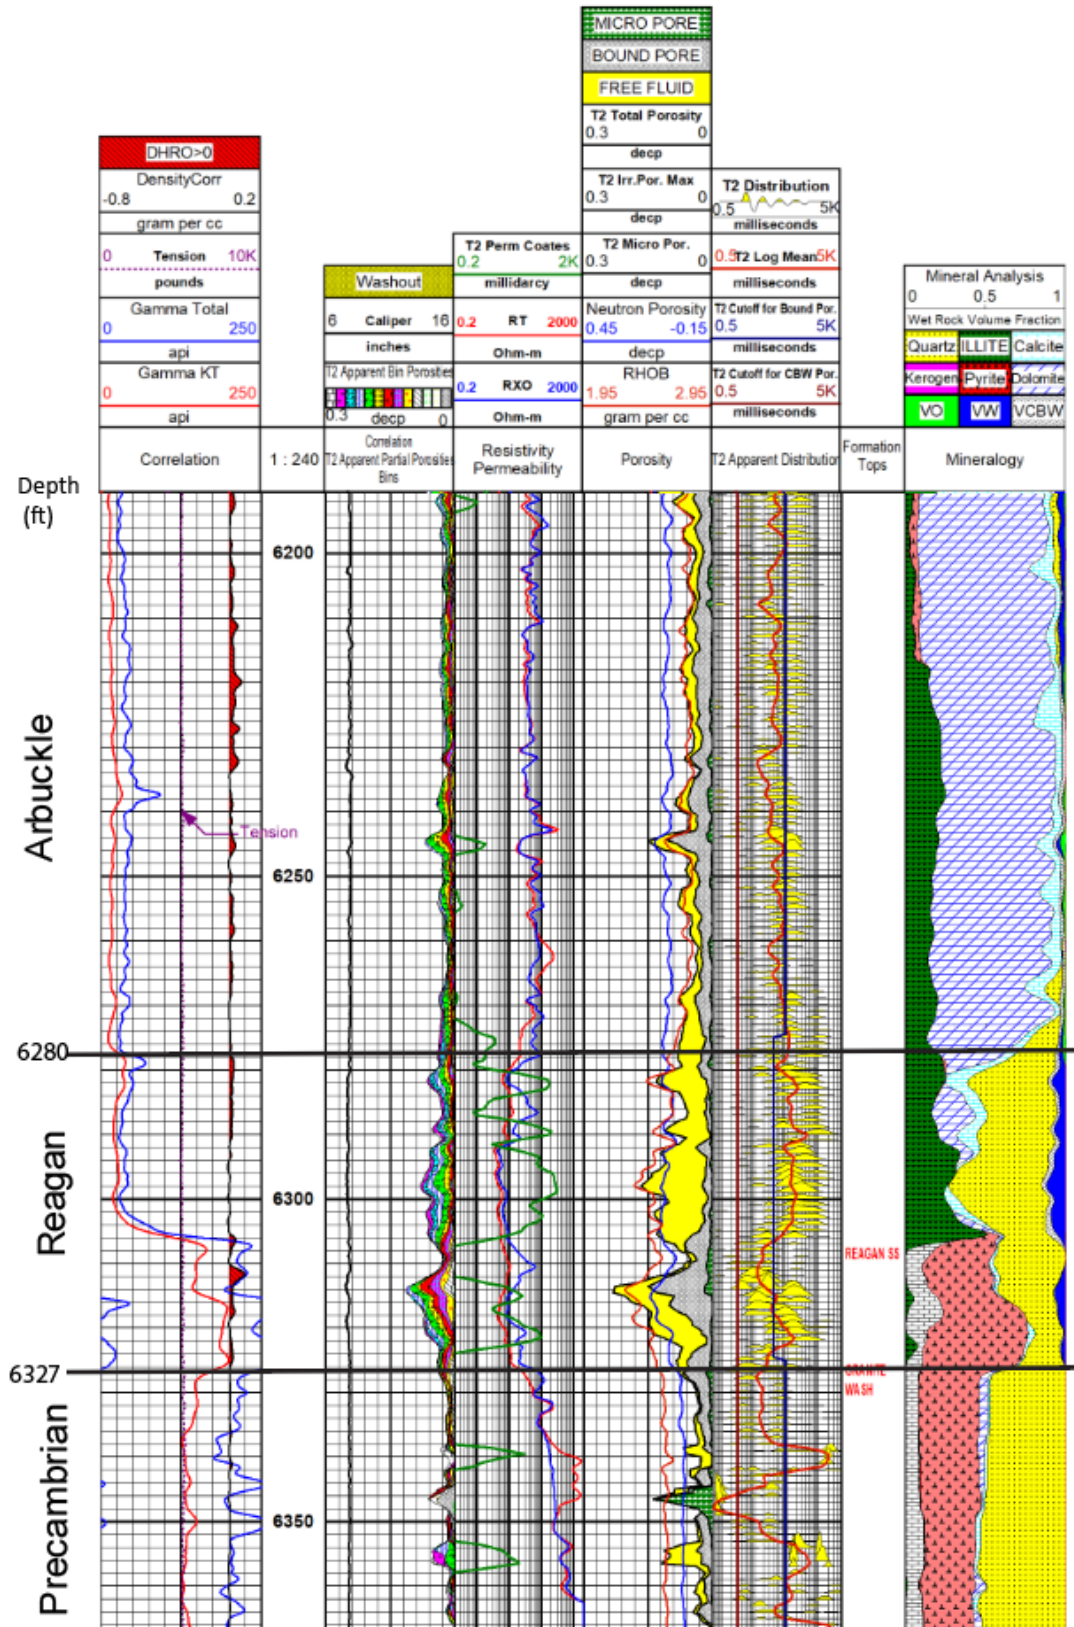 MICRO PORE
BOUND PORE
FREE FLUID
T2 Total Porosity
0.3 0
decp
T2 Irr.Por. Max
0.3 0
decp
T2 Micro Por.
0.3 0
decp
Neutron Porosity
0.45 -0.15
decp
RHOB
1.95 2.95
gram per cc
Porosity
DHRO>0
DensityCorr
-0.8 0.2
gram per cc
0 Tension 10K
pounds
Gamma Total
0 250
api
Gamma KT
0 250
api
Correlation
1 : 240
Washout
6 Caliper 16
inches
T2 Apparent Bin Porosities
0.3 decp 0
Correlation
T2 Apparent Partial Porosities
Bins
T2 Perm Coates
0.2 2K
millidarcy
0.2 RT 2000
Ohm-m
0.2 RXO 2000
Ohm-m
Resistivity
Permeability
T2 Distribution
0.5 5K
milliseconds
0.5 T2 Log Mean 5K
milliseconds
T2 Cutoff for Bound Por.
0.5 5K
milliseconds
T2 Cutoff for CBW Por.
0.5 5K
milliseconds
T2 Apparent Distribution
Formation
Tops
Mineral Analysis
0 0.5 1
Wet Rock Volume Fraction
Quartz ILLITE Calcite
Kerogen Pyrite Dolomite
VO VW VCBW
Mineralogy
Depth
(ft)
6200
Arbuckle
Tension
6250
6280
Reagan
6300
REAGAN SS
6327
GRANITE
WASH
Precambrian
6350